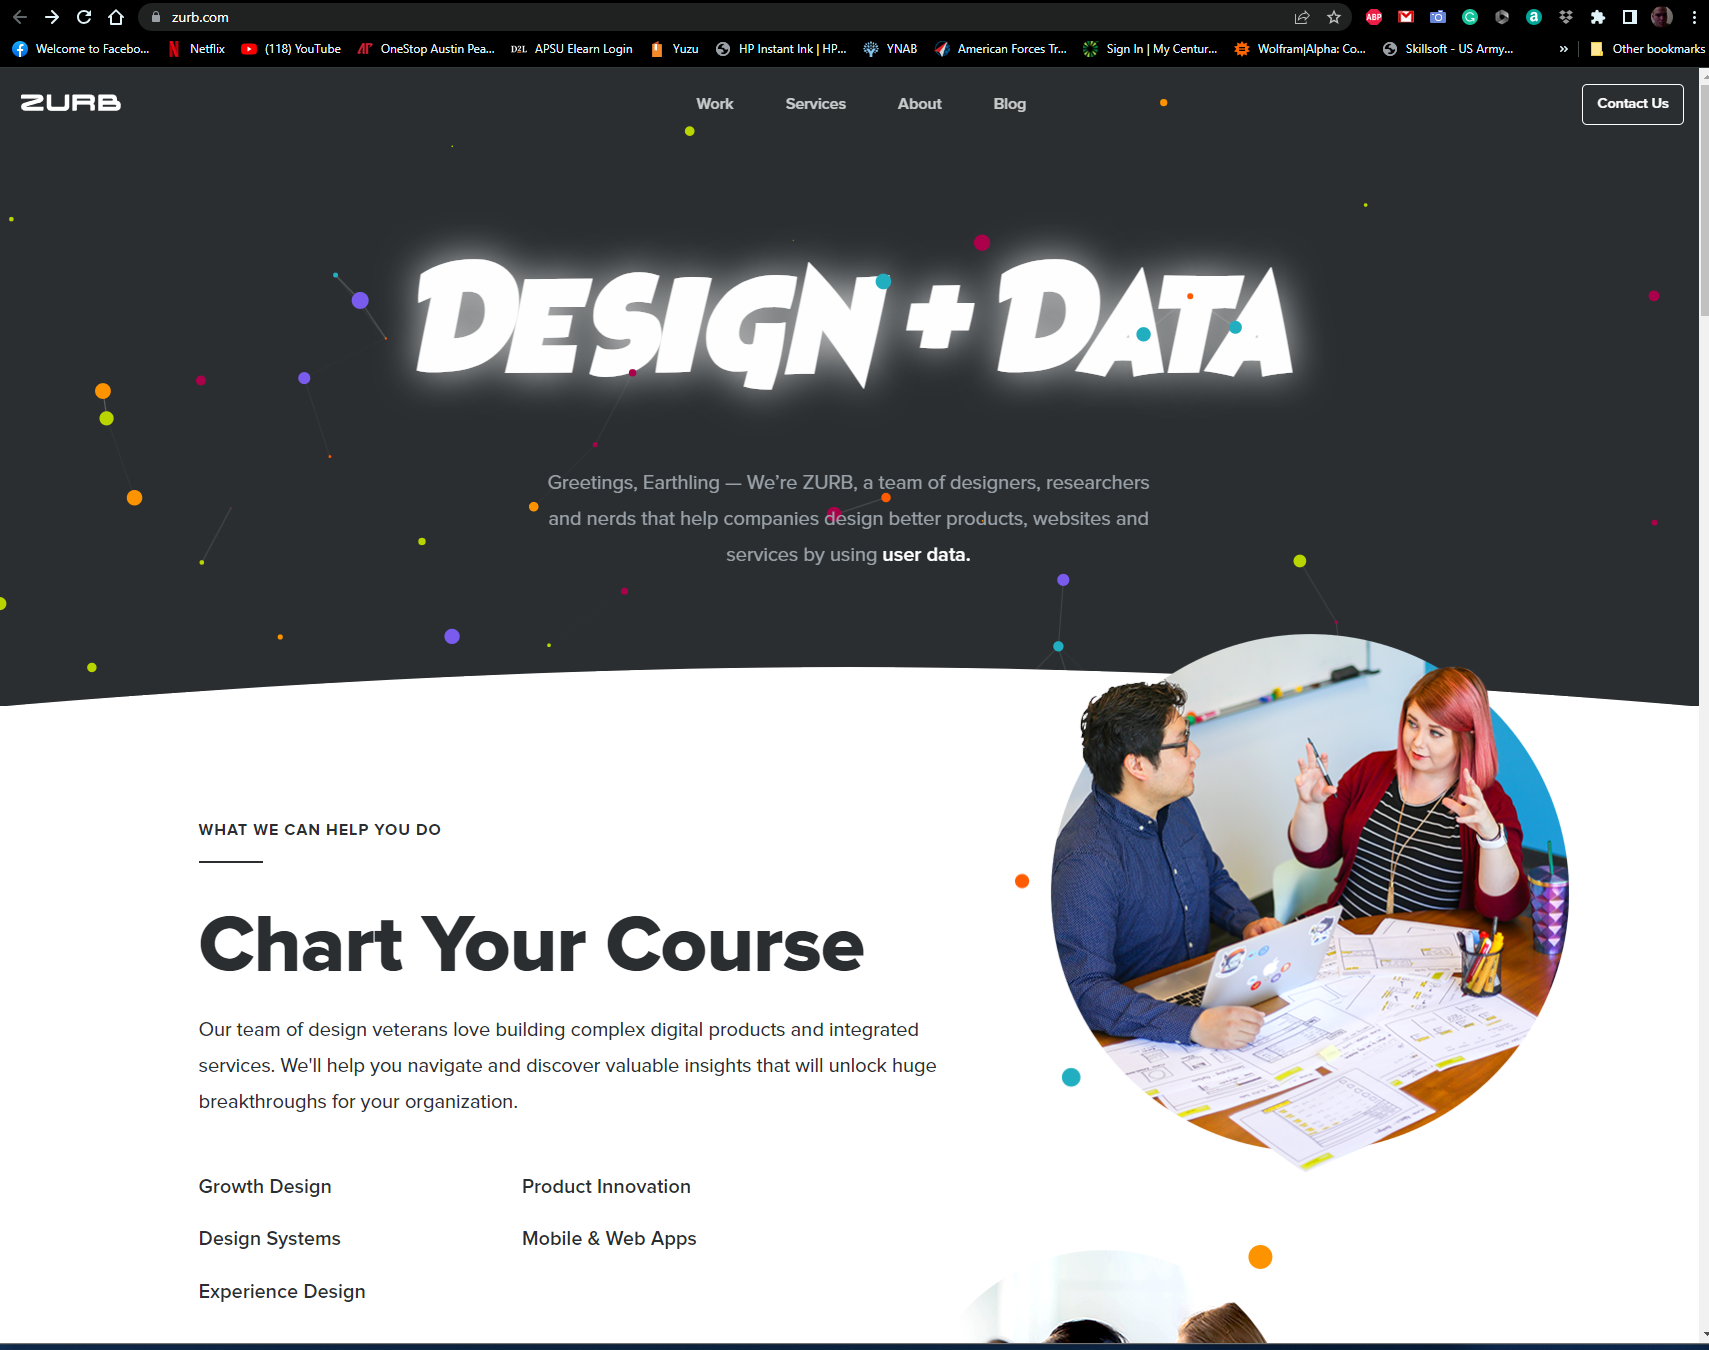 zurb.com
ABP
Welcome to Facebo...
Netflix
(118) YouTube
OneStop Austin Pea...
D2L
APSU Elearn Login
Yuzu
HP Instant Ink | HP...
YNAB
American Forces Tr...
Sign In | My Centur...
Wolfram|Alpha: Co...
Skillsoft - US Army...
»
Other bookmarks
ZURB
Work
Services
About
Blog
Contact Us
DESIGN + DATA
Greetings, Earthling — We’re ZURB, a team of designers, researchers
and nerds that help companies design better products, websites and
services by using user data.
WHAT WE CAN HELP YOU DO
Chart Your Course
Our team of design veterans love building complex digital products and integrated
services. We'll help you navigate and discover valuable insights that will unlock huge
breakthroughs for your organization.
Growth Design
Product Innovation
Design Systems
Mobile & Web Apps
Experience Design